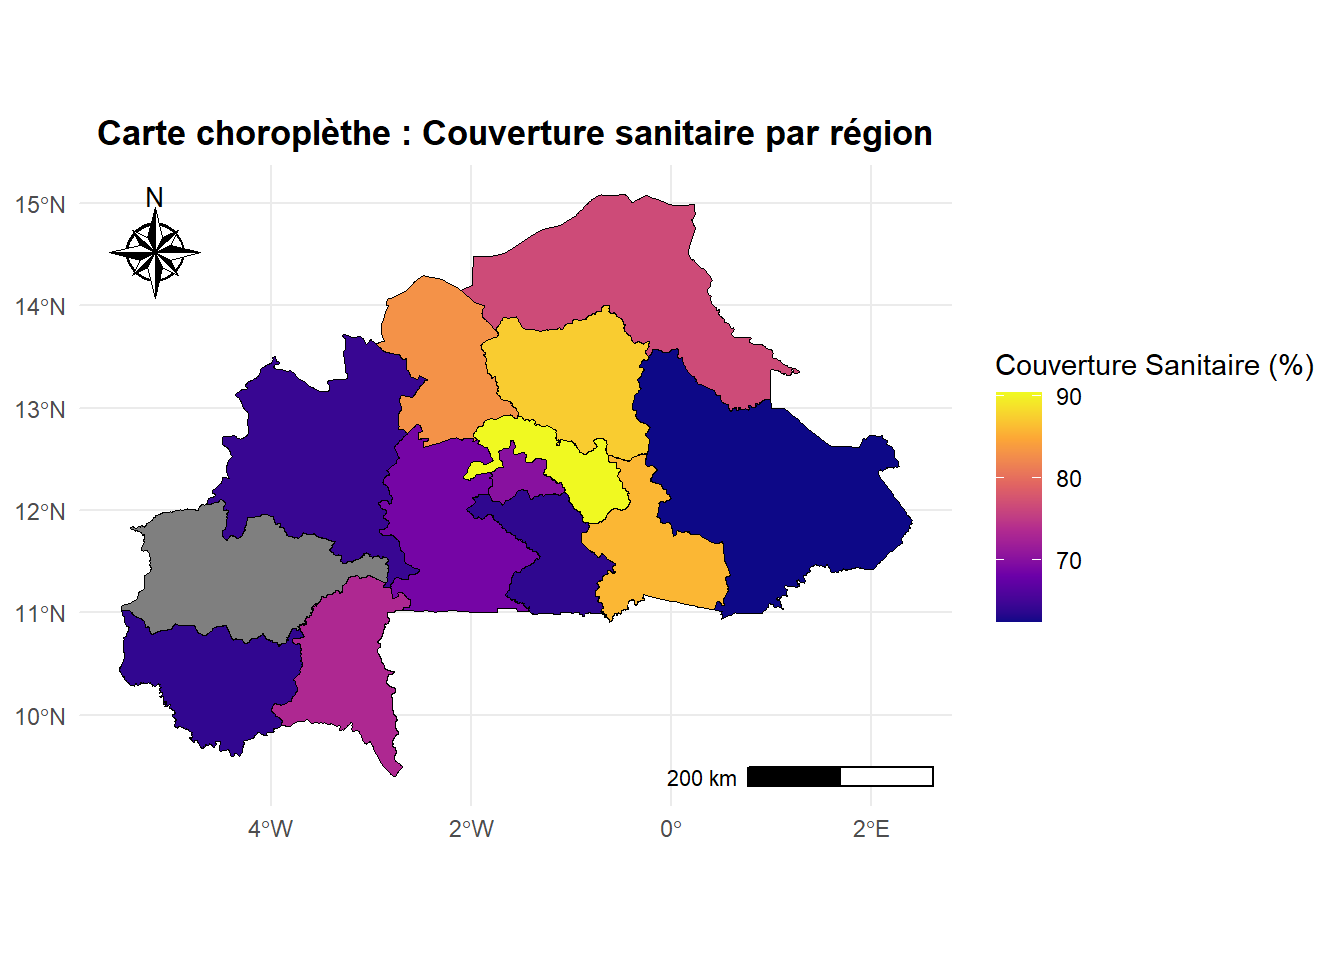 Carte choroplèthe : Couverture sanitaire par région
N
15°N
14°N
13°N
12°N
11°N
10°N
4°W
2°W
0°
2°E
200 km
Couverture Sanitaire (%)
90
80
70